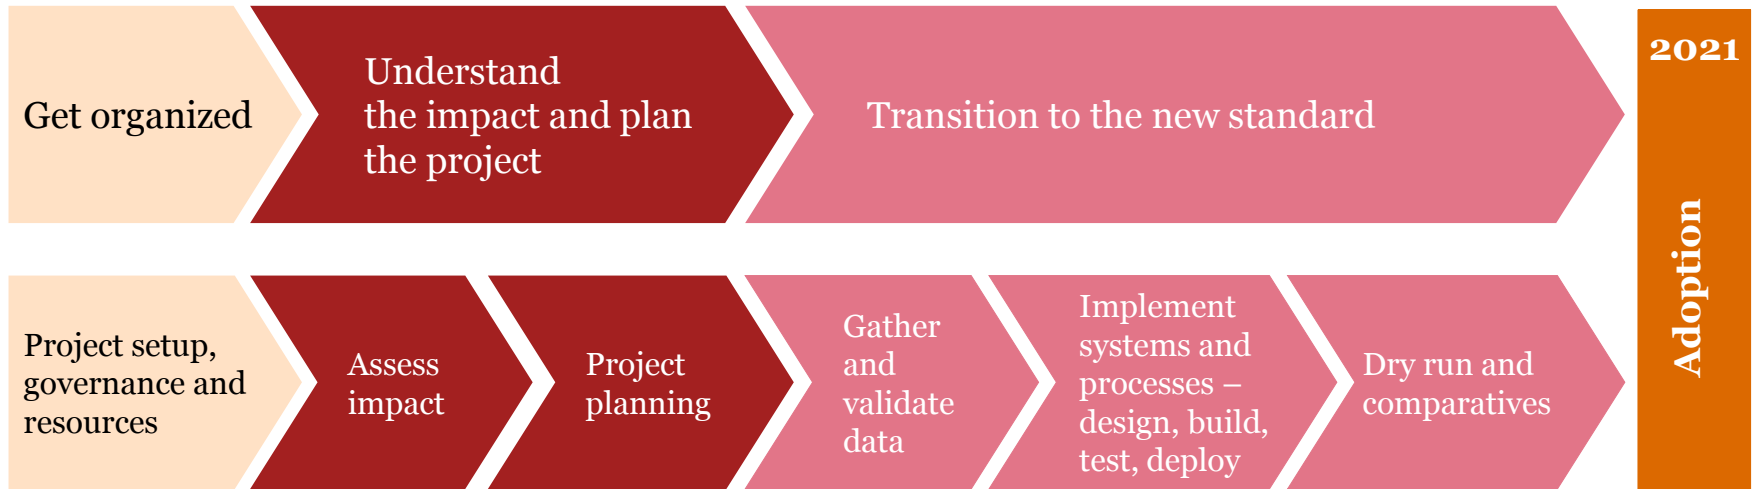 Get organized
Understand
the impact and plan
the project
Transition to the new standard
2021
Adoption
Project setup,
governance and
resources
Assess
impact
Project
planning
Gather
and
validate
data
Implement
systems and
processes –
design, build,
test, deploy
Dry run and
comparatives